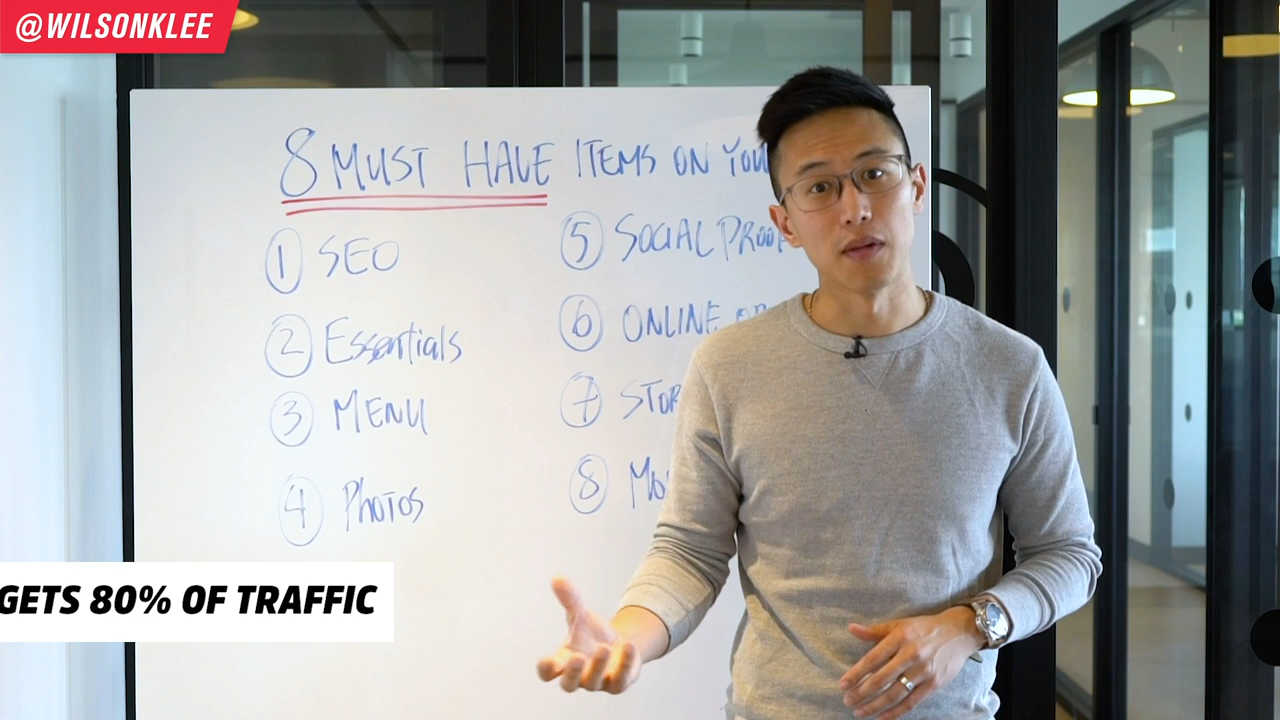 @WILSONKLEE
8 MUST HAVE ITEMS ON YOU
① SEO
② Essentials
③ MENU
④ PHOTOS
⑤ SOCIAL PROOF
⑥ ONLINE
⑦ STOR
⑧ MO
GETS 80% OF TRAFFIC